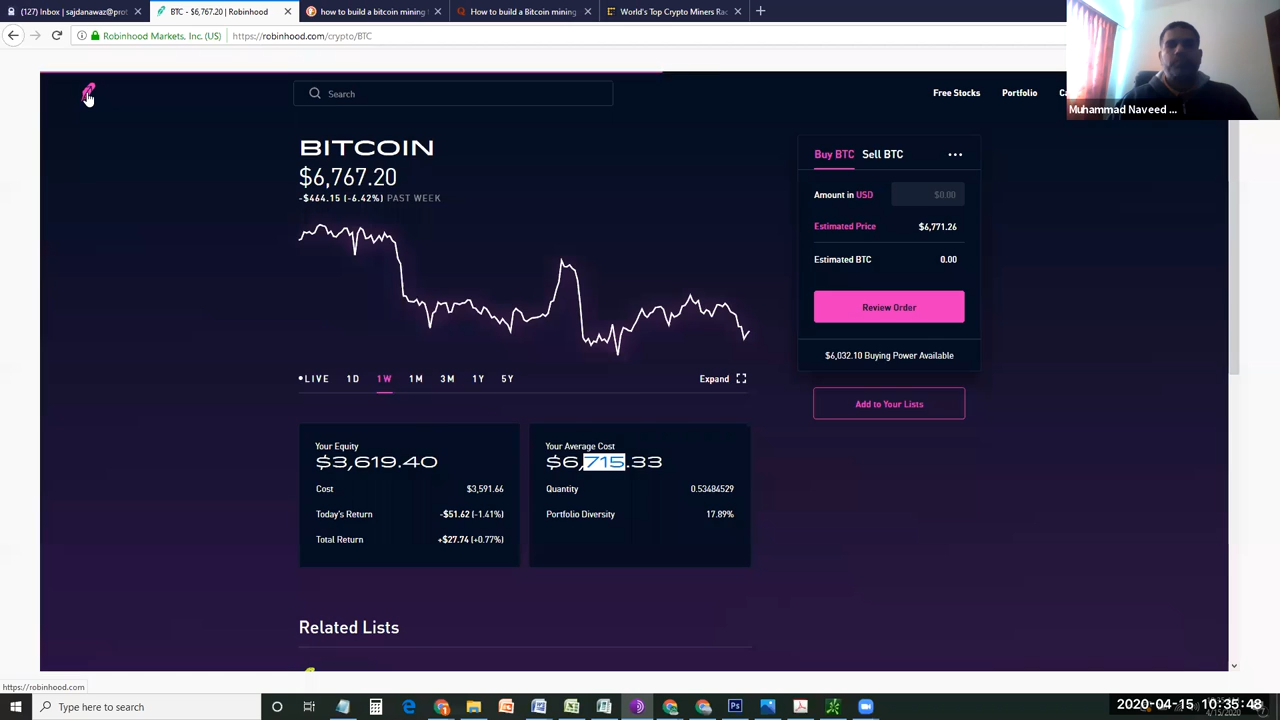 (127) Inbox | sajdanawaz@prot
BTC - $6,767.20 | Robinhood
how to build a bitcoin mining f
How to build a Bitcoin mining
World's Top Crypto Miners Rac
Robinhood Markets, Inc. (US)
https://robinhood.com/crypto/BTC
Search
Free Stocks
Portfolio
Muhammad Naveed ...
BITCOIN
$6,767.20
-$464.15 (-6.42%) PAST WEEK
Buy BTC
Sell BTC
Amount in USD
$0.00
Estimated Price
$6,771.26
Estimated BTC
0.00
Review Order
$6,032.10 Buying Power Available
Add to Your Lists
LIVE 1D 1W 1M 3M 1Y 5Y
Expand
Your Equity
$3,619.40
Cost
$3,591.66
Today's Return
-$51.62 (-1.41%)
Total Return
+$27.74 (+0.77%)
Your Average Cost
$6,715.33
Quantity
0.53484529
Portfolio Diversity
17.89%
Related Lists
https://robinhood.com
Type here to search
2020-04-15 10:35:48